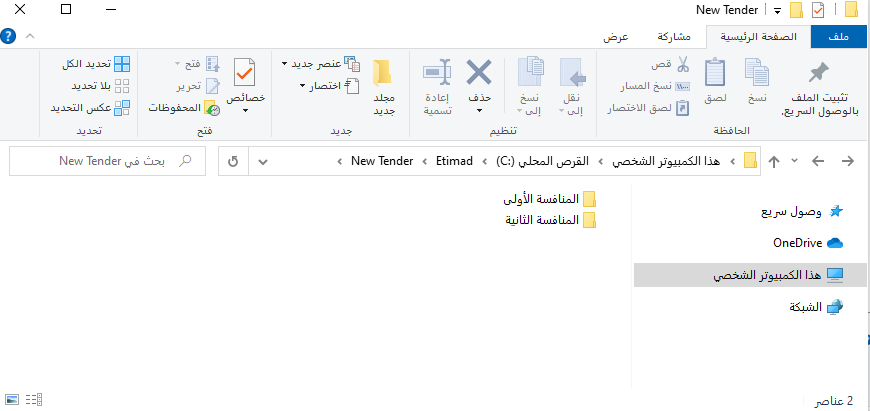 New Tender
ملف
الصفحة الرئيسية
مشاركة
عرض
تثبيت الملف
بالوصول السريع.
نسخ
لصق
قص
نسخ المسار
لصق الاختصار
الحافظة
نقل
إلى
نسخ
إلى
حذف
إعادة
تسمية
تنظيم
مجلد
جديد
عنصر جديد
اختصار
جديد
خصائص
فتح
تحرير
المحفوظات
فتح
تحديد الكل
بلا تحديد
عكس التحديد
تحديد
هذا الكمبيوتر الشخصي › القرص المحلي (C:) › Etimad › New Tender
بحث في New Tender
وصول سريع
OneDrive
هذا الكمبيوتر الشخصي
الشبكة
المنافسة الأولى
المنافسة الثانية
2 عناصر